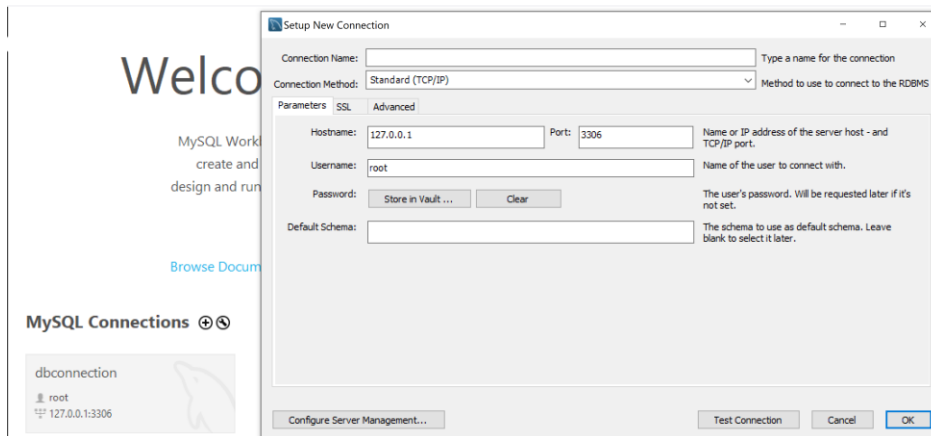 Setup New Connection
Connection Name:
Type a name for the connection
Connection Method: Standard (TCP/IP)
Method to use to connect to the RDBMS
Parameters SSL Advanced
Hostname: 127.0.0.1 Port: 3306
Name or IP address of the server host - and
TCP/IP port.
Username: root
Name of the user to connect with.
Password: Store in Vault ... Clear
The user's password. Will be requested later if it's
not set.
Default Schema:
The schema to use as default schema. Leave
blank to select it later.
Configure Server Management... Test Connection Cancel OK
Welco
MySQL Work
create and
design and run
Browse Docum
MySQL Connections
dbconnection
root
127.0.0.1:3306